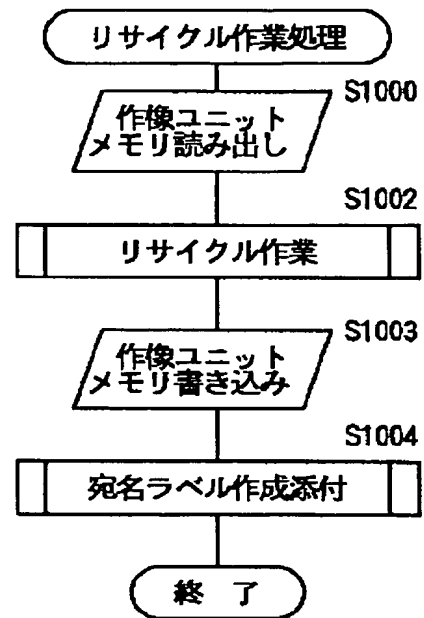 リサイクル作業処理
S1000
作像ユニット
メモリ読み出し
S1002
リサイクル作業
S1003
作像ユニット
メモリ書き込み
S1004
宛名ラベル作成添付
終 了